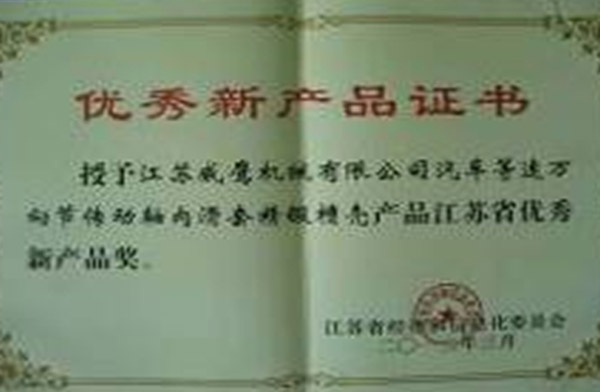 优秀新产品证书
授予江苏威鹰机械有限公司汽车等速万
向节传动轴内滑套精锻槽壳产品江苏省优秀
新产品奖。
江苏省经济和信息化委员会
二〇一 年三月